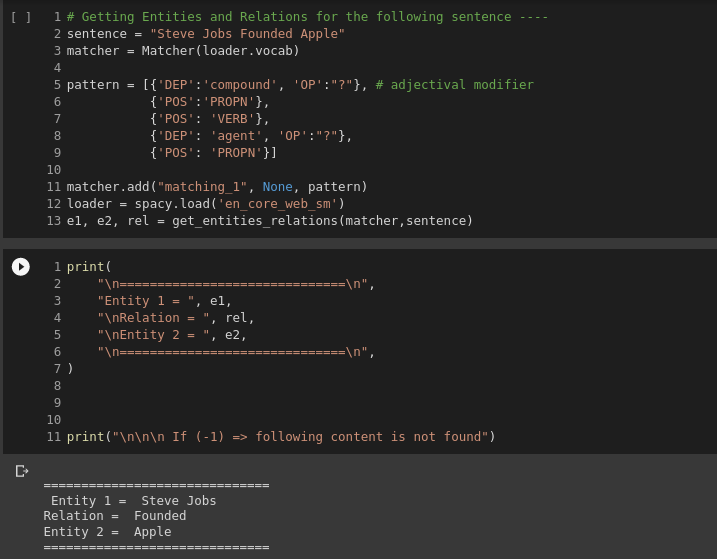 [ ] 1 # Getting Entities and Relations for the following sentence ----
2 sentence = "Steve Jobs Founded Apple"
3 matcher = Matcher(loader.vocab)
4
5 pattern = [{'DEP':'compound', 'OP':"?"}, # adjectival modifier
6            {'POS':'PROPN'},
7            {'POS': 'VERB'},
8            {'DEP': 'agent', 'OP':"?"},
9            {'POS': 'PROPN'}]
10
11 matcher.add("matching_1", None, pattern)
12 loader = spacy.load('en_core_web_sm')
13 e1, e2, rel = get_entities_relations(matcher,sentence)
1 print(
2     "\n==============================\n",
3     "Entity 1 = ", e1,
4     "\nRelation = ", rel,
5     "\nEntity 2 = ", e2,
6     "\n==============================\n",
7 )
8
9
10
11 print("\n\n\n If (-1) => following content is not found")
==============================
 Entity 1 =  Steve Jobs
Relation =  Founded
Entity 2 =  Apple
==============================